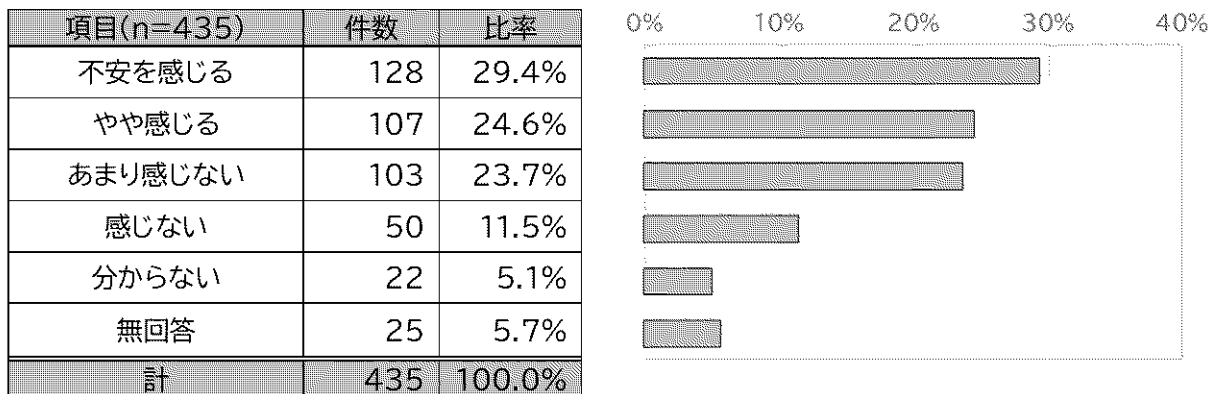 項目(n=435) 件数 比率
不安を感じる 128 29.4%
やや感じる 107 24.6%
あまり感じない 103 23.7%
感じない 50 11.5%
分からない 22 5.1%
無回答 25 5.7%
計 435 100.0%
0% 10% 20% 30% 40%